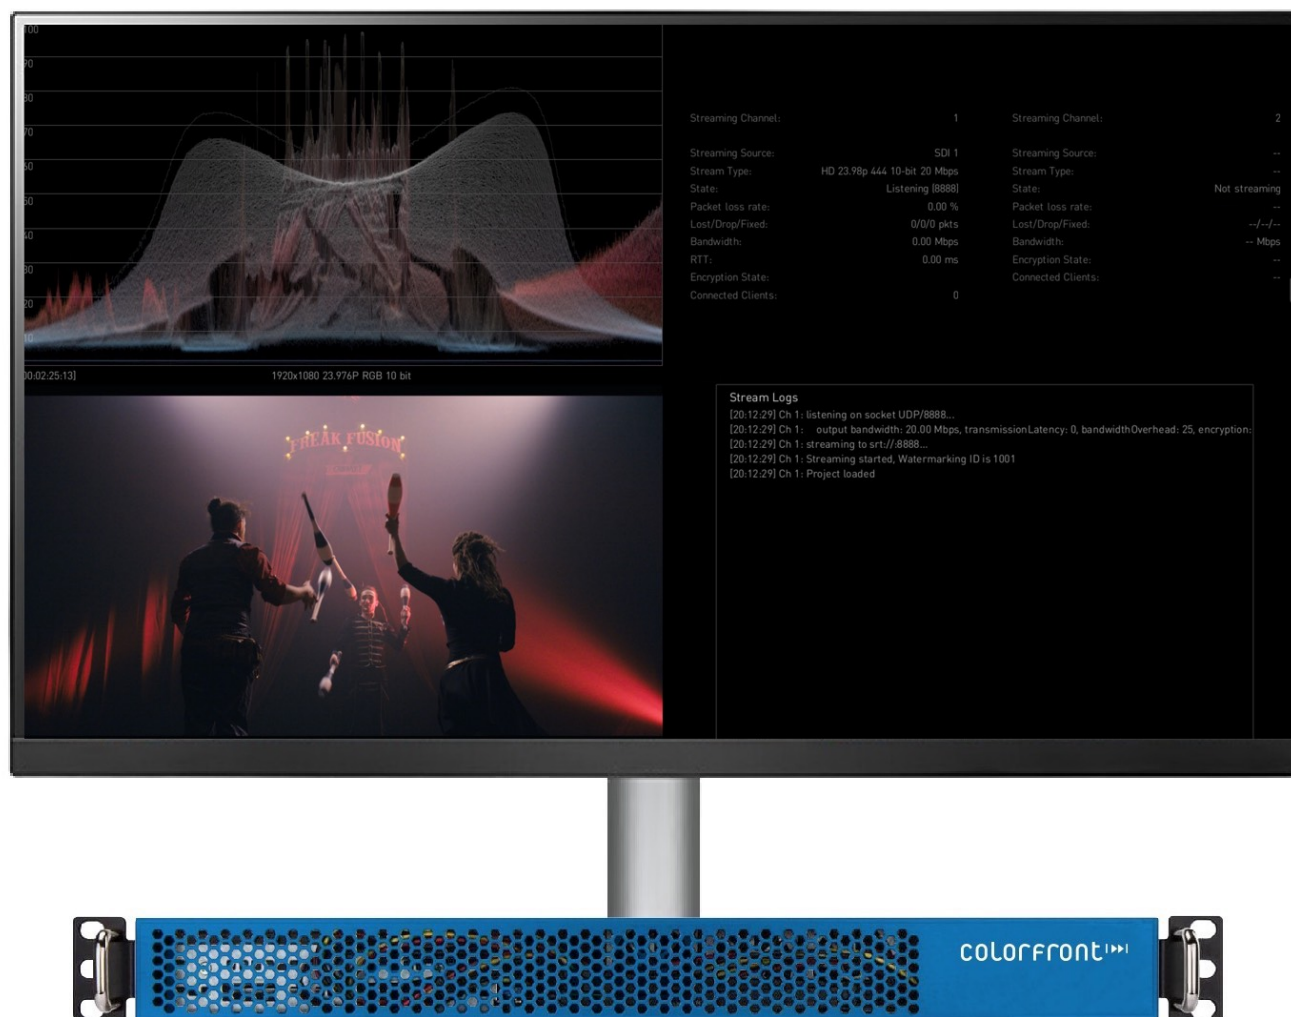 100
90
80
70
60
50
40
30
20
10
00:02:25:13]
1920x1080 23.976P RGB 10 bit
FREAK FUSION
Streaming Channel: 1
Streaming Source: SDI 1
Stream Type: HD 23.98p 444 10-bit 20 Mbps
State: Listening [8888]
Packet loss rate: 0.00 %
Lost/Drop/Fixed: 0/0/0 pkts
Bandwidth: 0.00 Mbps
RTT: 0.00 ms
Encryption State:
Connected Clients: 0
Streaming Channel: 2
Streaming Source: --
Stream Type: --
State: Not streaming
Packet loss rate: --
Lost/Drop/Fixed: --/--/--
Bandwidth: -- Mbps
Encryption State: --
Connected Clients: --
Stream Logs
[20:12:29] Ch 1: listening on socket UDP/8888...
[20:12:29] Ch 1: output bandwidth: 20.00 Mbps, transmissionLatency: 0, bandwidthOverhead: 25, encryption:
[20:12:29] Ch 1: streaming to srt://:8888...
[20:12:29] Ch 1: Streaming started, Watermarking ID is 1001
[20:12:29] Ch 1: Project loaded
colorfront